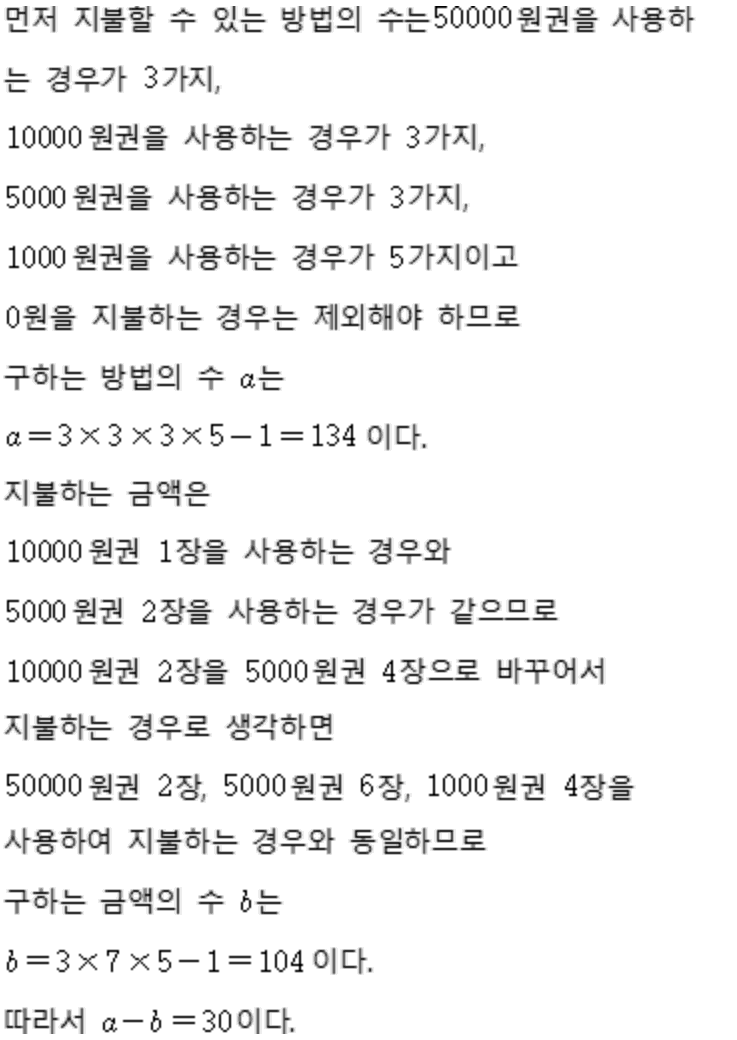 먼저 지불할 수 있는 방법의 수는50000원권을 사용하
는 경우가 3가지,
10000원권을 사용하는 경우가 3가지,
5000원권을 사용하는 경우가 3가지,
1000원권을 사용하는 경우가 5가지이고
0원을 지불하는 경우는 제외해야 하므로
구하는 방법의 수 a는
a=3×3×3×5-1=134 이다.
지불하는 금액은
10000원권 1장을 사용하는 경우와
5000원권 2장을 사용하는 경우가 같으므로
10000원권 2장을 5000원권 4장으로 바꾸어서
지불하는 경우로 생각하면
50000원권 2장, 5000원권 6장, 1000원권 4장을
사용하여 지불하는 경우와 동일하므로
구하는 금액의 수 b는
b=3×7×5-1=104 이다.
따라서 a-b=30이다.